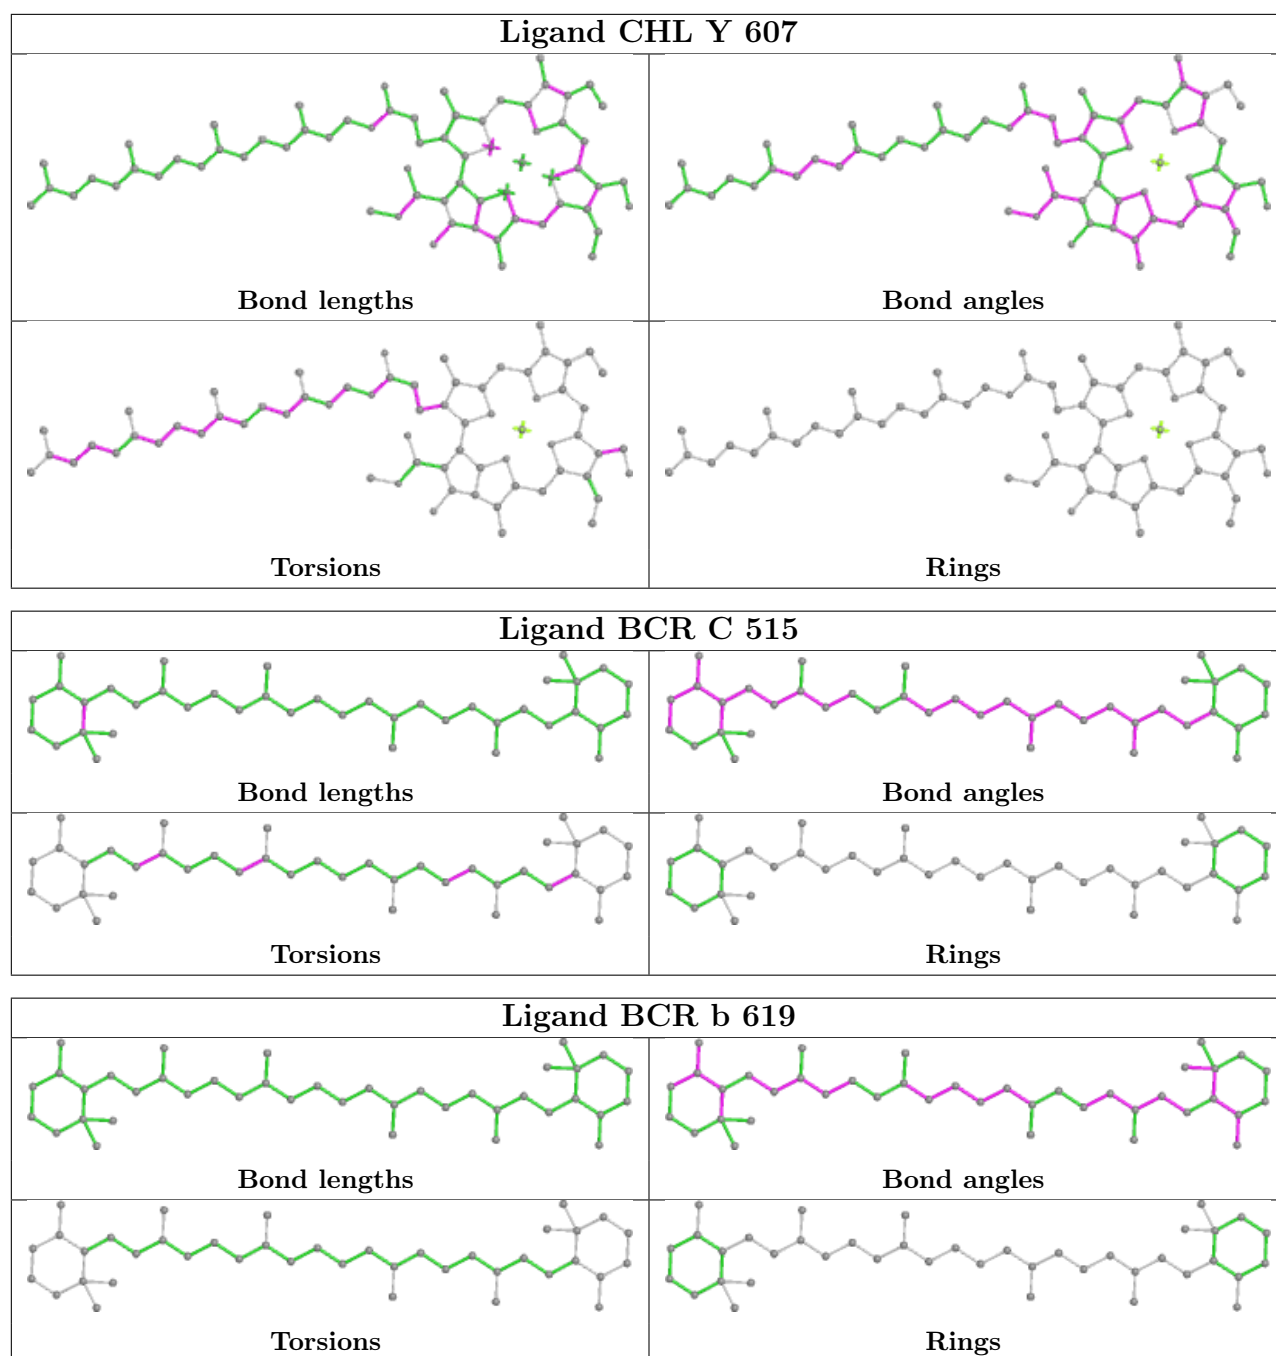 Ligand CHL Y 607
Bond lengths
Bond angles
Torsions
Rings
Ligand BCR C 515
Bond lengths
Bond angles
Torsions
Rings
Ligand BCR b 619
Bond lengths
Bond angles
Torsions
Rings